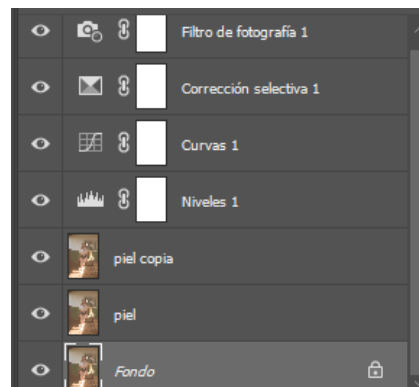 Filtro de fotografía 1
Corrección selectiva 1
Curvas 1
Niveles 1
piel copia
piel
Fondo